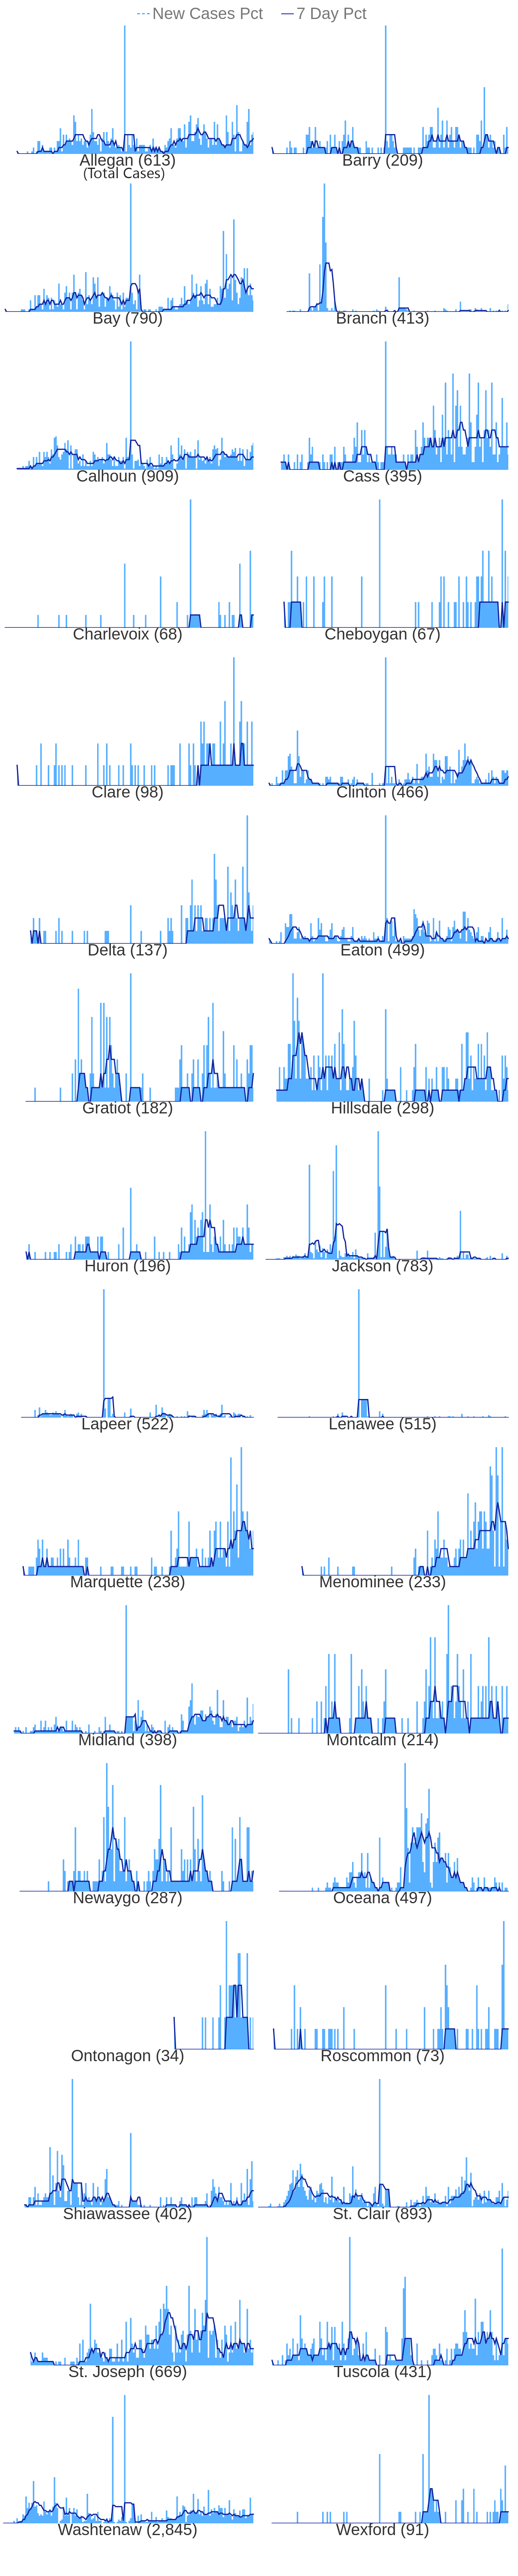 New Cases Pct 7 Day Pct
Allegan (613) Barry (209)
(Total Cases)
Bay (790) Branch (413)
Calhoun (909) Cass (395)
Charlevoix (68) Cheboygan (67)
Clare (98) Clinton (466)
Delta (137) Eaton (499)
Gratiot (182) Hillsdale (298)
Huron (196) Jackson (783)
Lapeer (522) Lenawee (515)
Marquette (238) Menominee (233)
Midland (398) Montcalm (214)
Newaygo (287) Oceana (497)
Ontonagon (34) Roscommon (73)
Shiawassee (402) St. Clair (893)
St. Joseph (669) Tuscola (431)
Washtenaw (2,845) Wexford (91)